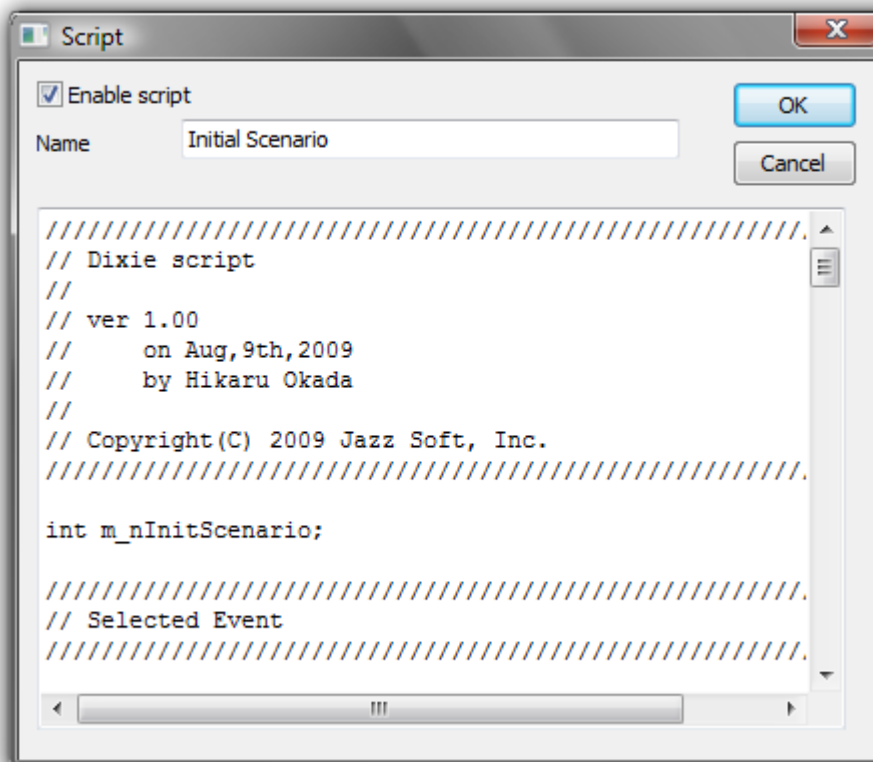 Script
Enable script
OK
Name Initial Scenario
Cancel
//////////////////////////////////////////////////////.
// Dixie script
//
// ver 1.00
//     on Aug,9th,2009
//     by Hikaru Okada
//
// Copyright(C) 2009 Jazz Soft, Inc.
//////////////////////////////////////////////////////.
int m_nInitScenario;
//////////////////////////////////////////////////////.
// Selected Event
//////////////////////////////////////////////////////.